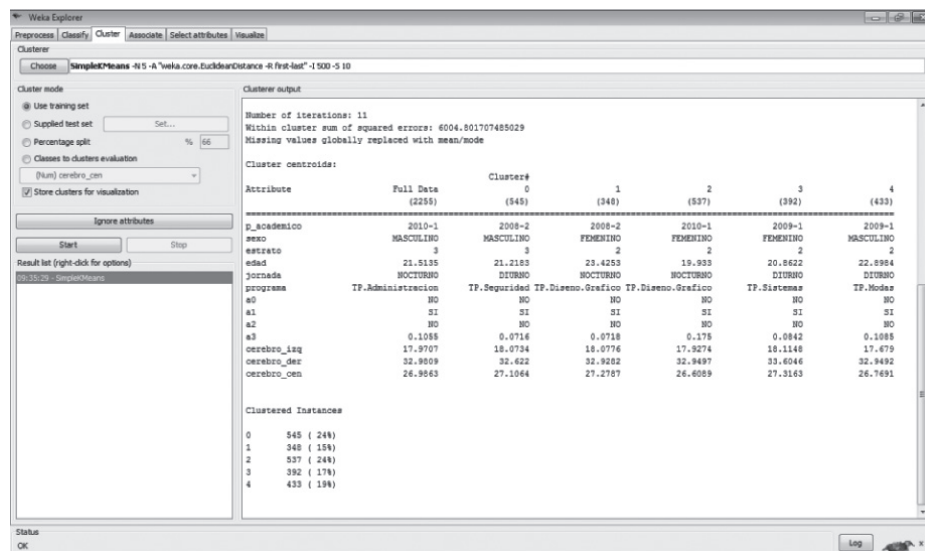 Weka Explorer
Preprocess Classify Cluster Associate Select attributes Visualize
Clusterer
Choose SimpleKMeans -N 5 -A "weka.core.EuclideanDistance -R first-last" -I 500 -S 10
Cluster mode
Use training set
Supplied test set Set...
Percentage split % 66
Classes to clusters evaluation
(Num) cerebro_cen
Store clusters for visualization
Ignore attributes
Start Stop
Result list (right-click for options)
09:35:29 - SimpleKMeans
Clusterer output
Number of iterations: 11
Within cluster sum of squared errors: 6004.801707485029
Missing values globally replaced with mean/mode
Cluster centroids:
Cluster#
Attribute Full Data 0 1 2 3 4
(2255) (545) (348) (537) (392) (433)
p_academico 2010-1 2008-2 2008-2 2010-1 2009-1 2009-1
sexo MASCULINO MASCULINO FEMENINO FEMENINO FEMENINO MASCULINO
estrato 3 3 2 2 2 2
edad 21.5135 21.2183 23.4253 19.933 20.8622 22.8984
jornada NOCTURNO DIURNO NOCTURNO NOCTURNO DIURNO DIURNO
programa TP.Administracion TP.Seguridad TP.Diseno.Grafico TP.Diseno.Grafico TP.Sistemas TP.Modas
a0 NO NO NO NO NO NO
a1 SI SI SI SI SI SI
a2 NO NO NO NO NO NO
a3 0.1055 0.0716 0.0718 0.175 0.0842 0.1085
cerebro_izq 17.9707 18.0734 18.0776 17.9274 18.1148 17.679
cerebro_der 32.9809 32.622 32.9282 32.9497 33.6046 32.9492
cerebro_cen 26.9863 27.1064 27.2787 26.6089 27.3163 26.7691
Clustered Instances
0 545 ( 24%)
1 348 ( 15%)
2 537 ( 24%)
3 392 ( 17%)
4 433 ( 19%)
Status
OK
Log
x